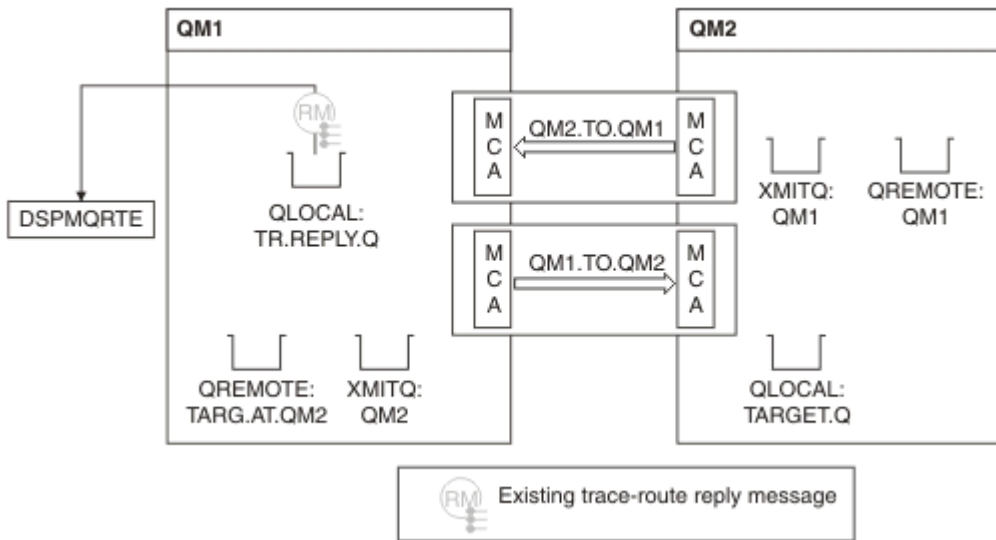 QM1
QM2
RM
M
C
A
QM2.TO.QM1
M
C
A
DSPMQRTE
QLOCAL:
TR.REPLY.Q
XMITQ:
QM1
QREMOTE:
QM1
M
C
A
QM1.TO.QM2
M
C
A
QREMOTE:
TARG.AT.QM2
XMITQ:
QM2
QLOCAL:
TARGET.Q
RM
Existing trace-route reply message